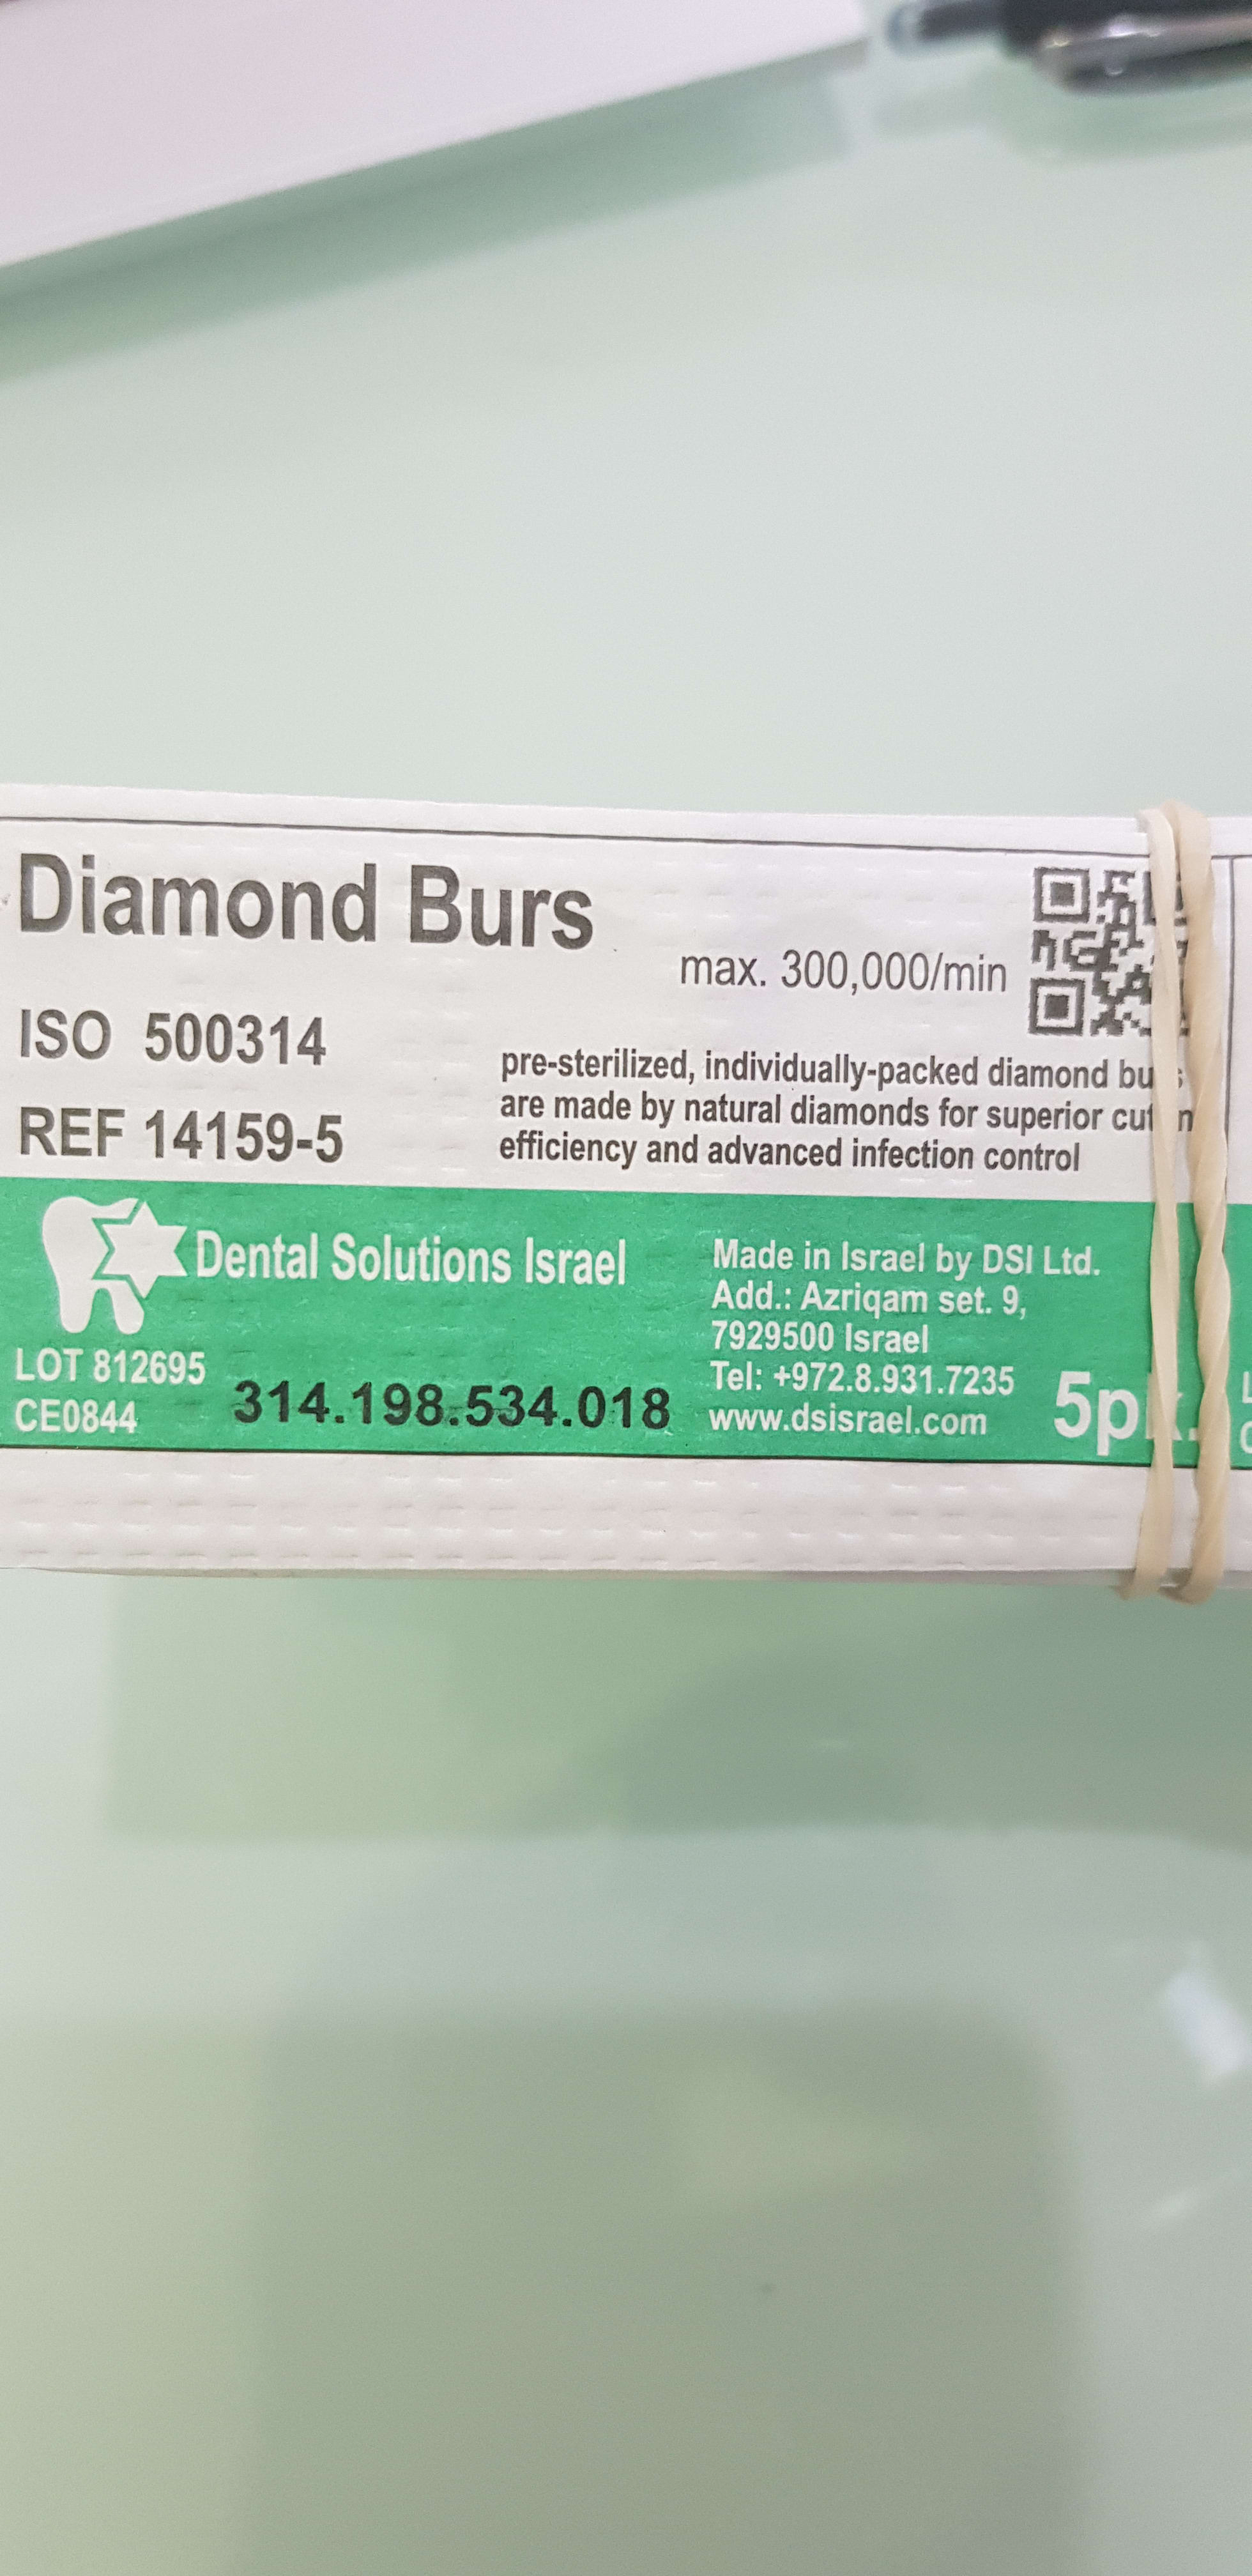 Diamond Burs
max. 300,000/min
ISO 500314
REF 14159-5
pre-sterilized, individually-packed diamond
are made by natural diamonds for superior
efficiency and advanced infection control
Dental Solutions Israel
LOT 812695
CE0844
314.198.534.018
Made in Israel by DSI Ltd.
Add.: Azriqam set. 9,
7929500 Israel
Tel: +972.8.931.7235
www.dsisrael.com